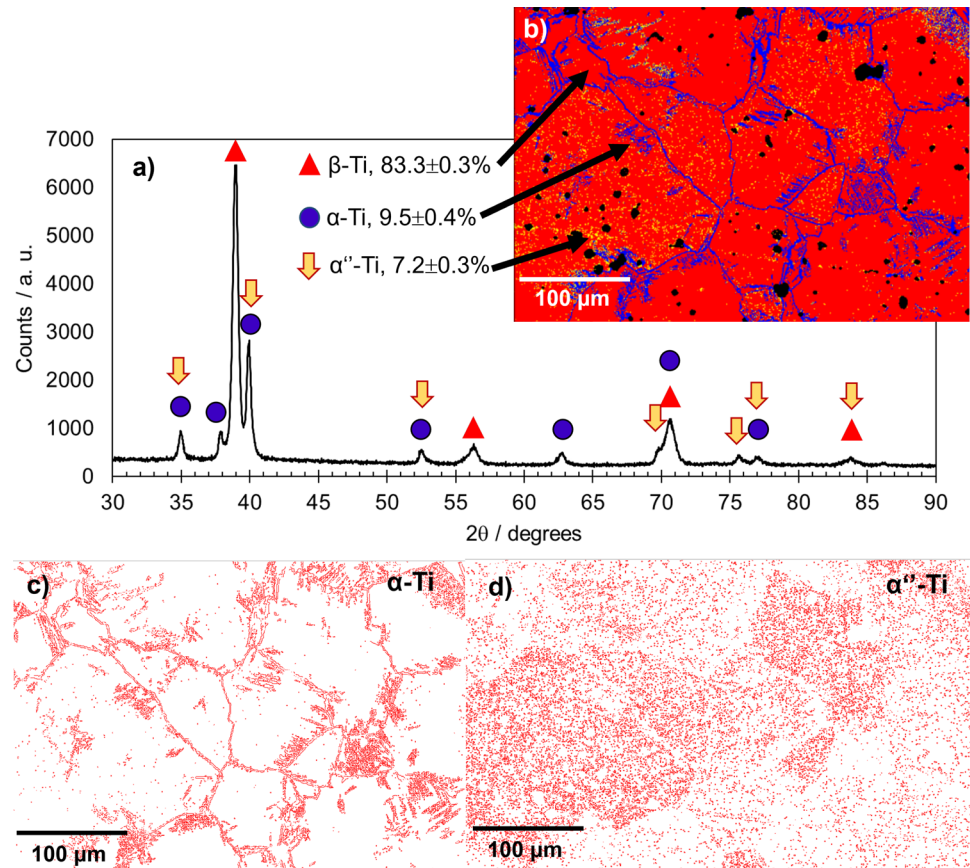 b)
7000
a)
β-Ti, 83.3±0.3%
6000
5000
α-Ti, 9.5±0.4%
4000
α‘’-Ti, 7.2±0.3%
100 µm
3000
2000
1000
0
Counts / a. u.
30 35 40 45 50 55 60 65 70 75 80 85 90
2θ / degrees
c)
α-Ti
d)
α‘’-Ti
100 µm
100 µm